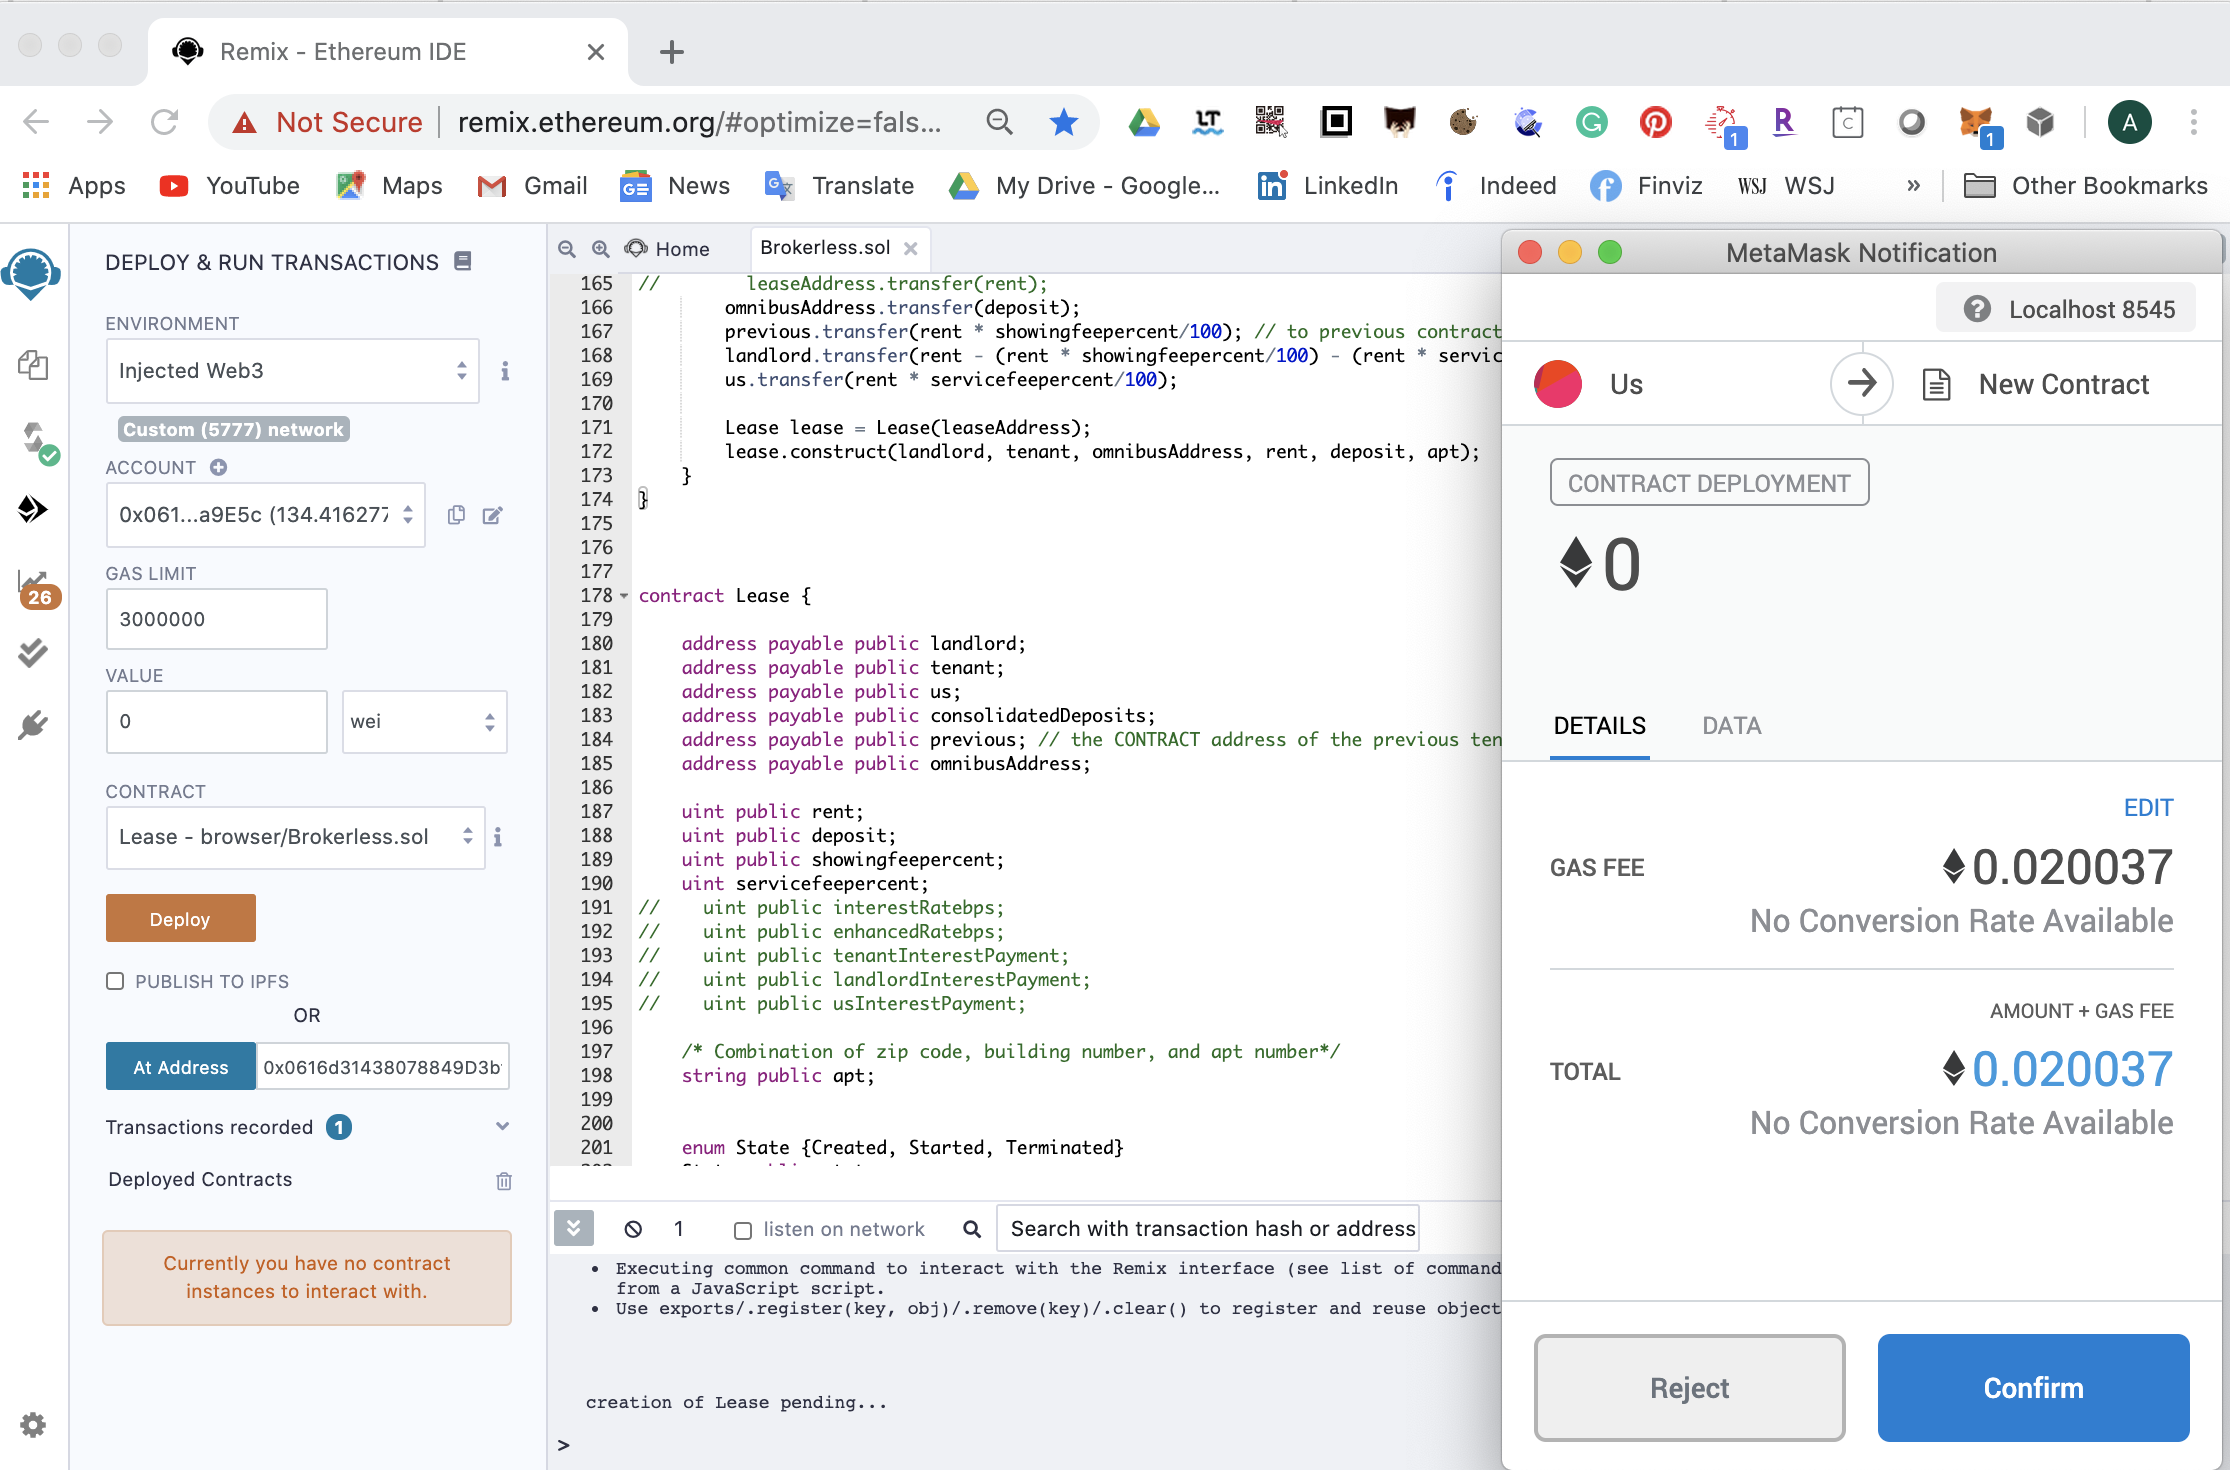 Remix - Ethereum IDE
Not Secure remix.ethereum.org/#optimize=fals...
1 1 A
Apps YouTube Maps Gmail News Translate My Drive - Google... LinkedIn Indeed Finviz WSJ WSJ » Other Bookmarks
DEPLOY & RUN TRANSACTIONS
ENVIRONMENT
Injected Web3
Custom (5777) network
ACCOUNT
0x061...a9E5c (134.416277
GAS LIMIT
3000000
26
VALUE
0 wei
CONTRACT
Lease - browser/Brokerless.sol
Deploy
PUBLISH TO IPFS
OR
At Address 0x0616d31438078849D3b
Transactions recorded 1
Deployed Contracts
Currently you have no contract
instances to interact with.
Home Brokerless.sol
165 //        leaseAddress.transfer(rent);
166         omnibusAddress.transfer(deposit);
167         previous.transfer(rent * showingfeepercent/100); // to previous contract
168         landlord.transfer(rent - (rent * showingfeepercent/100) - (rent * servic
169         us.transfer(rent * servicefeepercent/100);
170
171         Lease lease = Lease(leaseAddress);
172         lease.construct(landlord, tenant, omnibusAddress, rent, deposit, apt);
173     }
174 }
175
176
177
178 contract Lease {
179
180     address payable public landlord;
181     address payable public tenant;
182     address payable public us;
183     address payable public consolidatedDeposits;
184     address payable public previous; // the CONTRACT address of the previous ten
185     address payable public omnibusAddress;
186
187     uint public rent;
188     uint public deposit;
189     uint public showingfeepercent;
190     uint servicefeepercent;
191 //    uint public interestRatebps;
192 //    uint public enhancedRatebps;
193 //    uint public tenantInterestPayment;
194 //    uint public landlordInterestPayment;
195 //    uint public usInterestPayment;
196
197     /* Combination of zip code, building number, and apt number*/
198     string public apt;
199
200
201     enum State {Created, Started, Terminated}
1 listen on network Search with transaction hash or address
• Executing common command to interact with the Remix interface (see list of command
from a JavaScript script.
• Use exports/.register(key, obj)/.remove(key)/.clear() to register and reuse object
creation of Lease pending...
>
MetaMask Notification
Localhost 8545
Us New Contract
CONTRACT DEPLOYMENT
0
DETAILS DATA
EDIT
GAS FEE 0.020037
No Conversion Rate Available
AMOUNT + GAS FEE
TOTAL 0.020037
No Conversion Rate Available
Reject Confirm